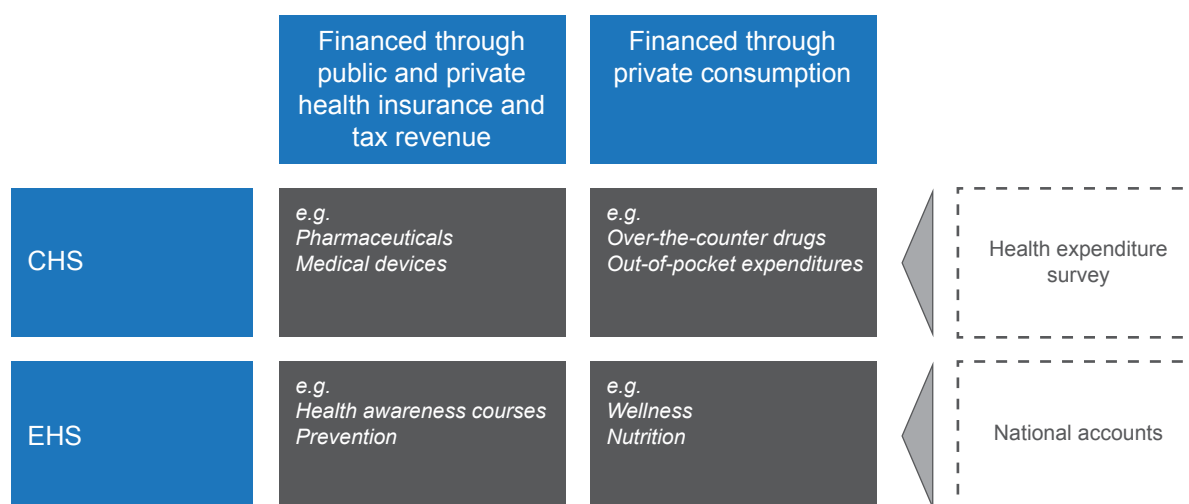 Financed through
public and private
health insurance and
tax revenue
Financed through
private consumption
CHS
e.g.
Pharmaceuticals
Medical devices
e.g.
Over-the-counter drugs
Out-of-pocket expenditures
Health expenditure
survey
EHS
e.g.
Health awareness courses
Prevention
e.g.
Wellness
Nutrition
National accounts